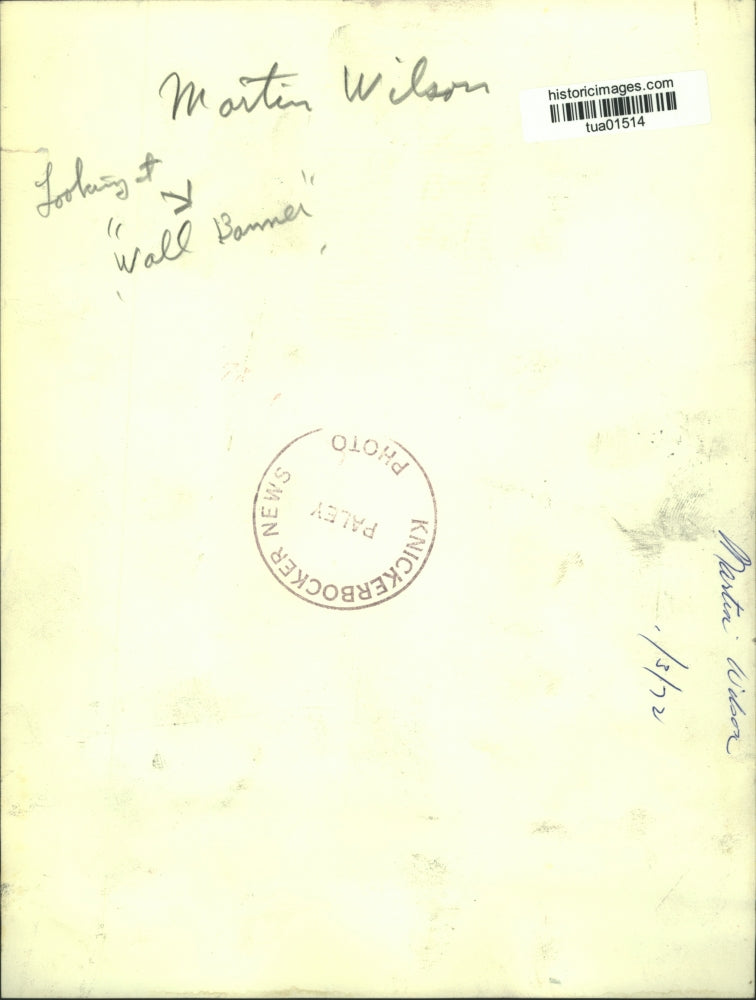 Martin Wilson
historicimages.com
tua01514
Looking at
"Wall Banner"
PHOTO
PALEY
KNICKERBOCKER NEWS
Martin Wilson
1/3/72